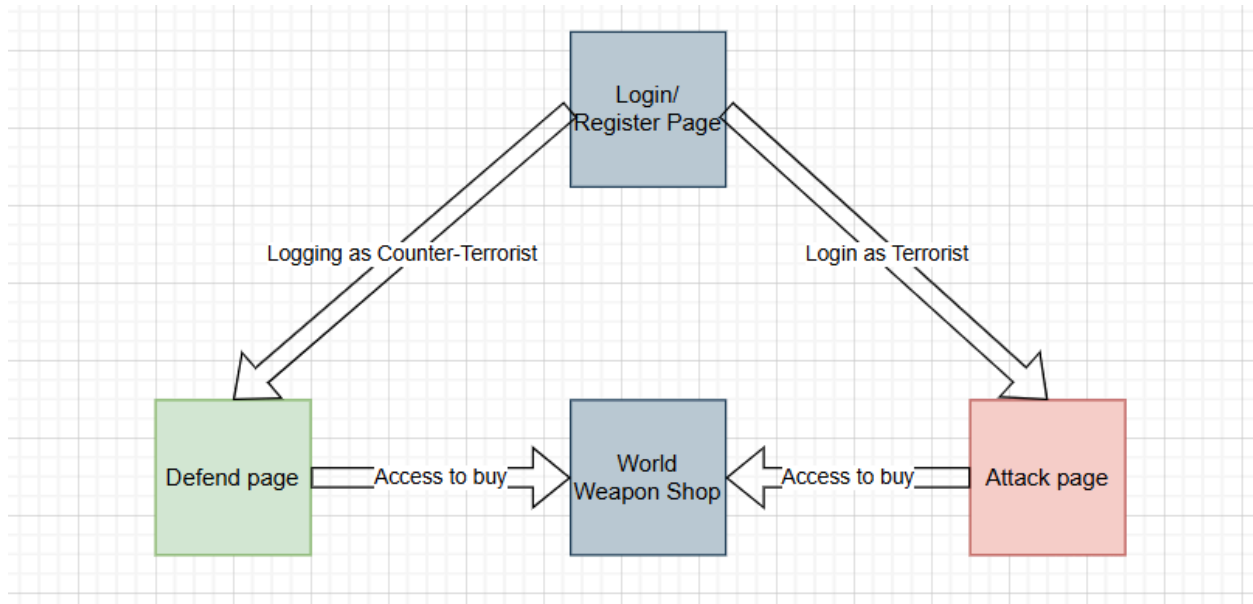 Login/
Register Page
Logging as Counter-Terrorist
Login as Terrorist
Defend page
Access to buy
World
Weapon Shop
Access to buy
Attack page